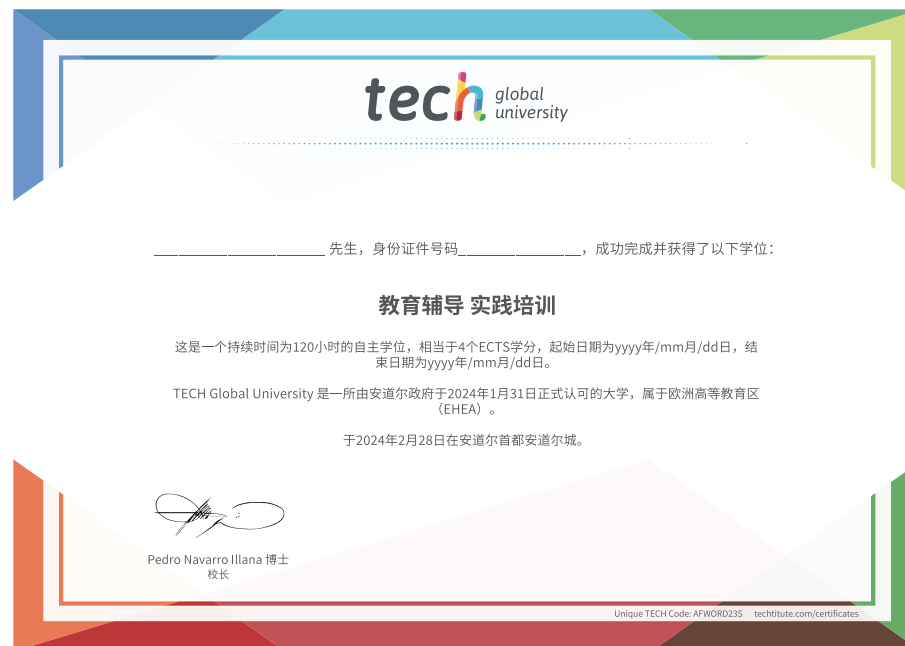 tech global university
______________________ 先生，身份证件号码________________，成功完成并获得了以下学位：
教育辅导 实践培训
这是一个持续时间为120小时的自主学位，相当于4个ECTS学分，起始日期为yyyy年/mm月/dd日，结
束日期为yyyy年/mm月/dd日。
TECH Global University 是一所由安道尔政府于2024年1月31日正式认可的大学，属于欧洲高等教育区
（EHEA）。
于2024年2月28日在安道尔首都安道尔城。
Pedro Navarro Illana 博士
校长
Unique TECH Code: AFWORD23S techtitute.com/certificates